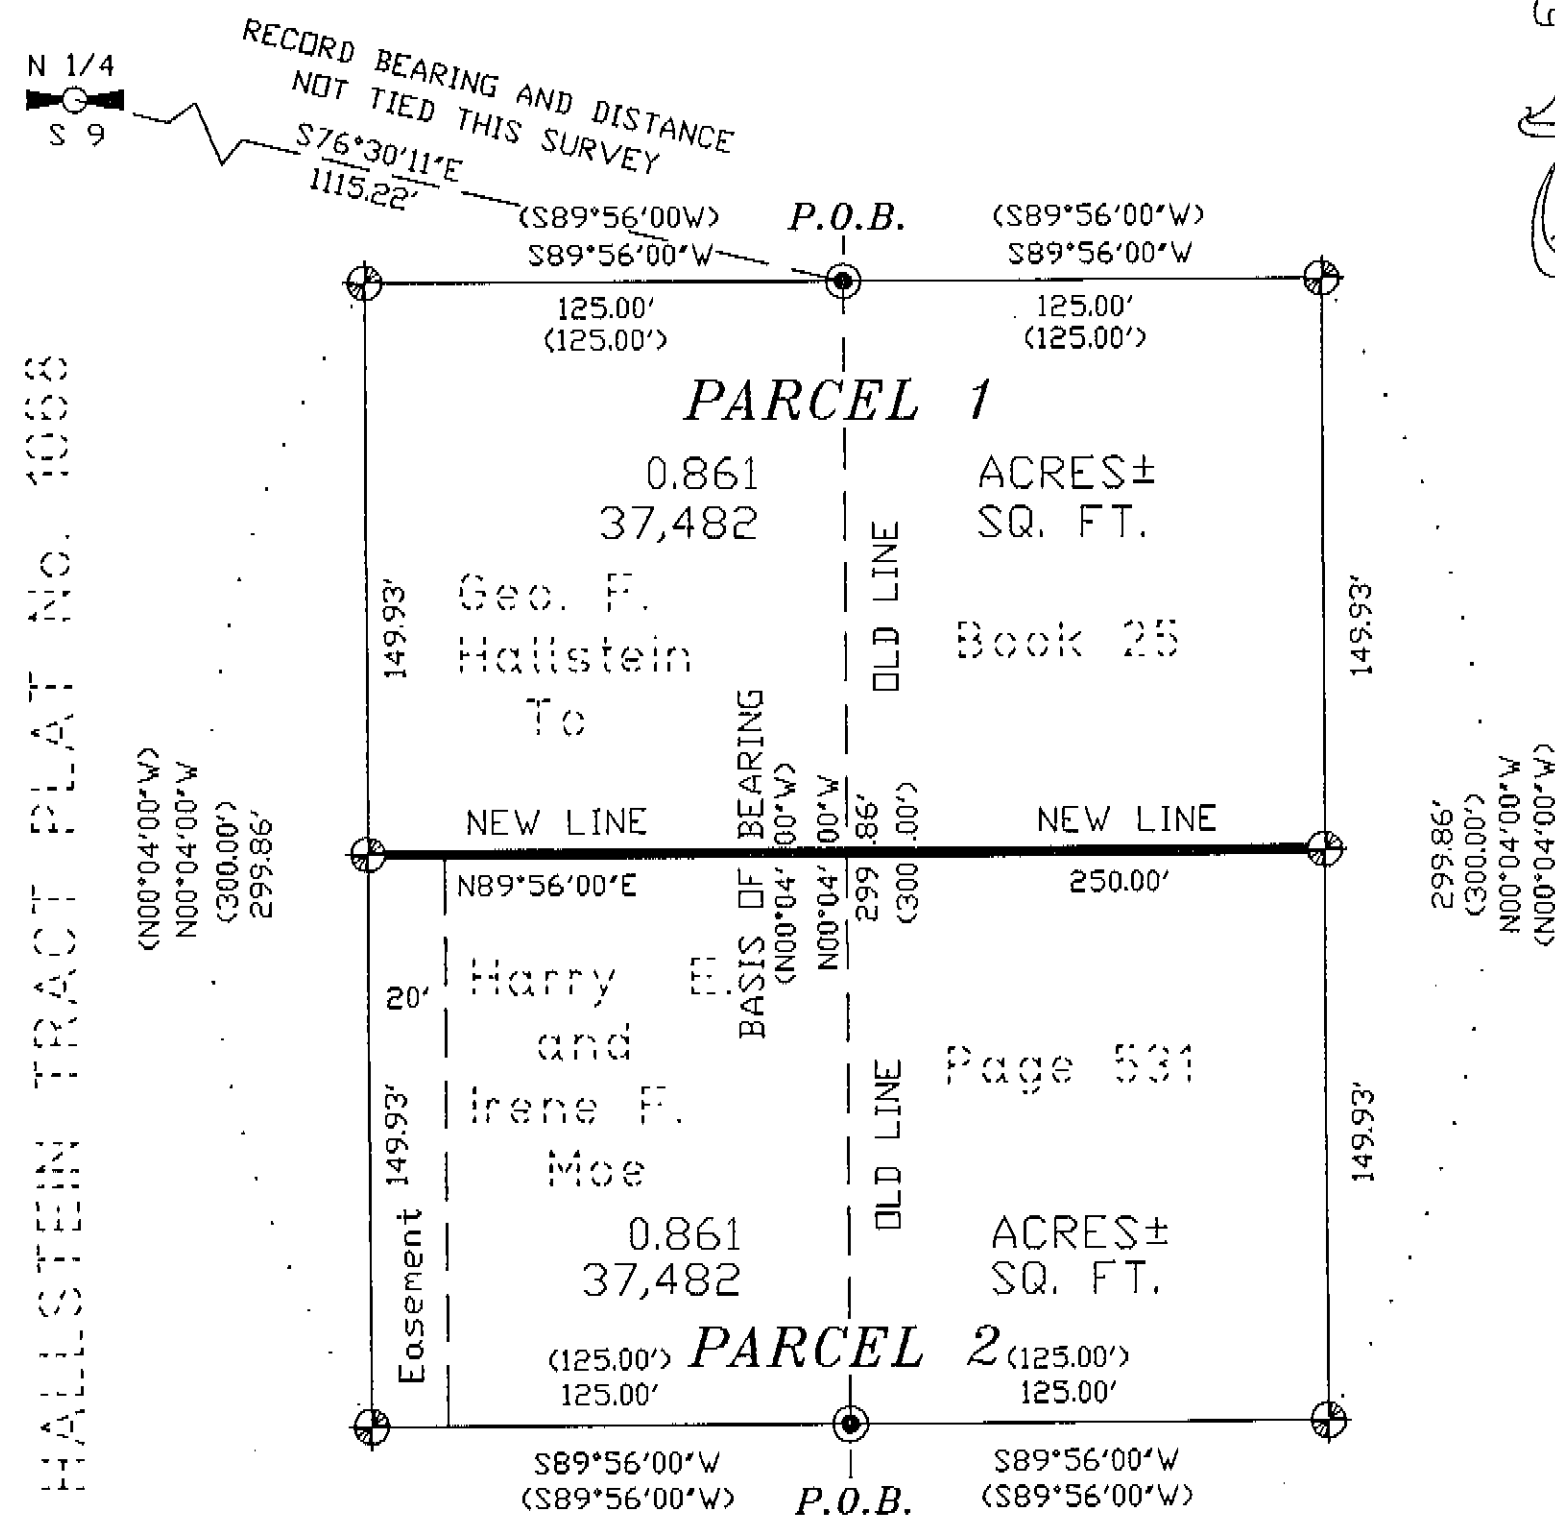 N 1/4
S 9
RECORD BEARING AND DISTANCE
NOT TIED THIS SURVEY
S76°30'11"E
1115.22'
(S89°56'00W)
S89°56'00"W
P.O.B.
(S89°56'00"W)
S89°56'00"W
125.00'
(125.00')
125.00'
(125.00')
PARCEL 1
0.861 ACRES±
37,482 SQ. FT.
HALLSTEIN TRACT PLAT No. 1068
149.93'
Geo. F.
Hallstein
To
OLD LINE
Book 25
149.93'
(N00°04'00"W)
N00°04'00"W
(300.00')
299.86'
NEW LINE
N89°56'00"E
BASIS OF BEARING
(N00°04'00"W)
N00°04'00"W
299.86'
(300.00')
NEW LINE
250.00'
299.86'
(300.00')
N00°04'00"W
(N00°04'00"W)
20'
Harry E.
and
Irene F.
Moe
149.93'
Easement
OLD LINE
Page 531
149.93'
0.861 ACRES±
37,482 SQ. FT.
PARCEL 2
(125.00')
125.00'
(125.00')
125.00'
S89°56'00"W
(S89°56'00"W)
P.O.B.
S89°56'00"W
(S89°56'00"W)